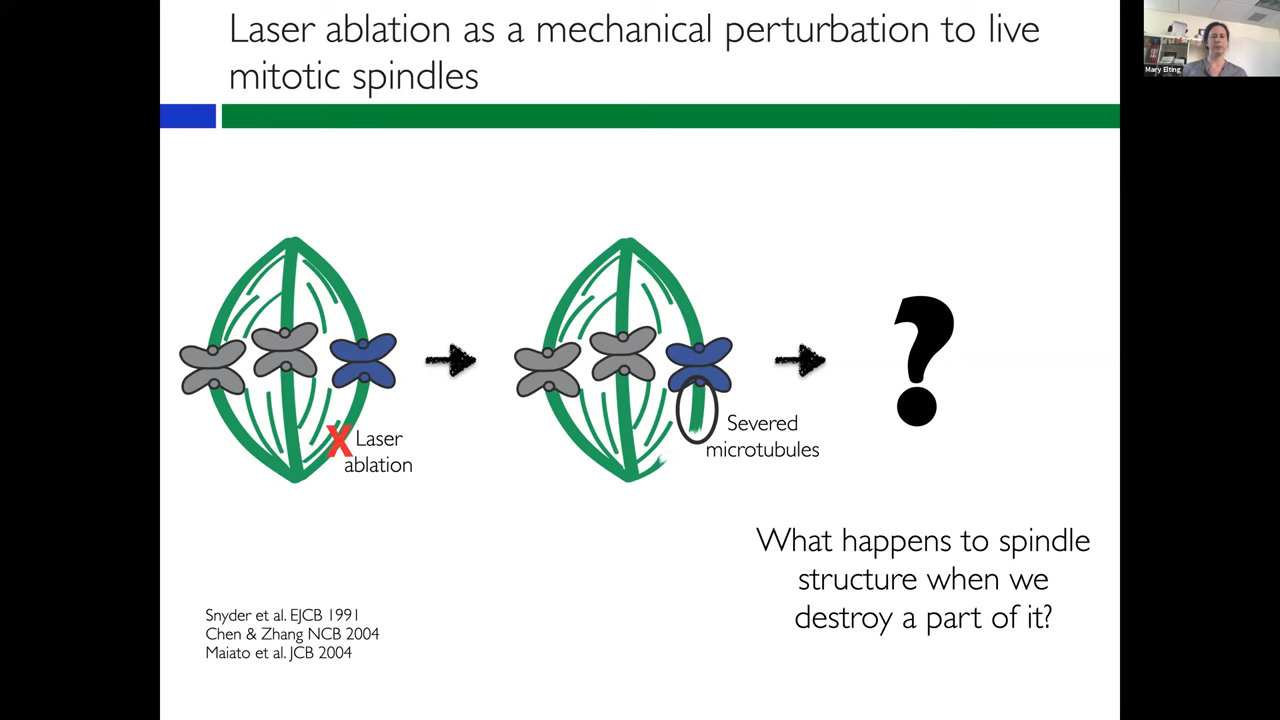 Laser ablation as a mechanical perturbation to live
mitotic spindles
Mary Elting
X Laser
ablation
Severed
microtubules
?
What happens to spindle
structure when we
destroy a part of it?
Snyder et al. EJCB 1991
Chen & Zhang NCB 2004
Maiato et al. JCB 2004